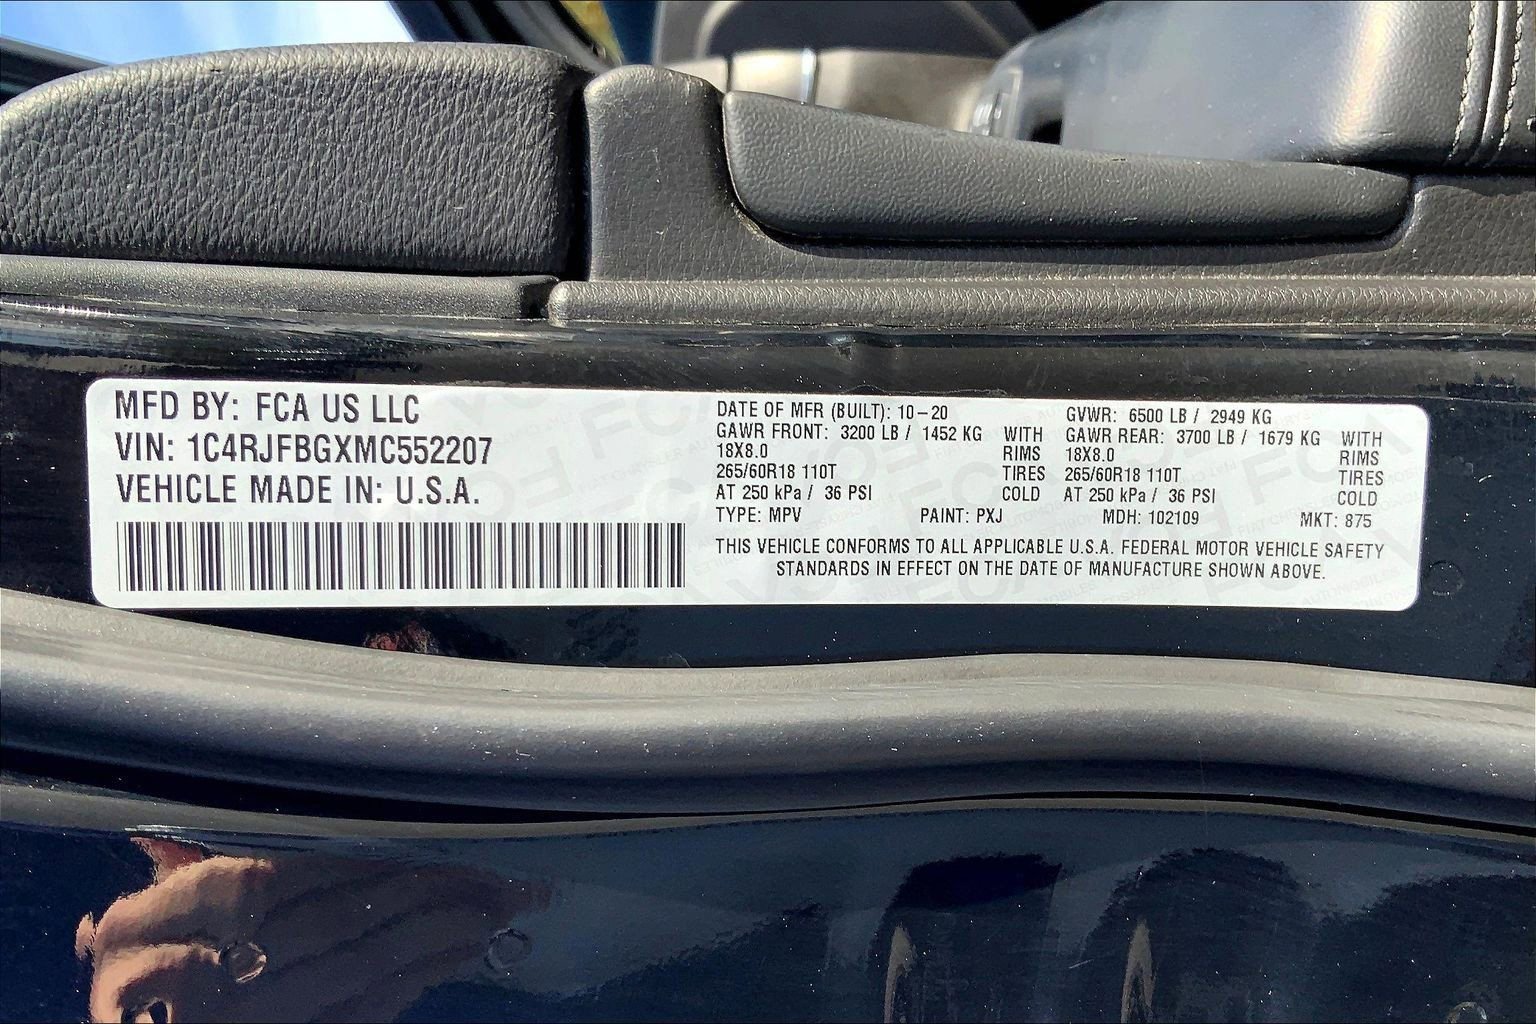 MFD BY: FCA US LLC
VIN: 1C4RJFBGXMC552207
VEHICLE MADE IN: U.S.A.
DATE OF MFR (BUILT): 10-20
GVWR: 6500 LB / 2949 KG
GAWR FRONT: 3200 LB / 1452 KG WITH
18X8.0 RIMS
265/60R18 110T TIRES
AT 250 kPa / 36 PSI COLD
GAWR REAR: 3700 LB / 1679 KG WITH
18X8.0 RIMS
265/60R18 110T TIRES
AT 250 kPa / 36 PSI COLD
TYPE: MPV PAINT: PXJ MDH: 102109 MKT: 875
THIS VEHICLE CONFORMS TO ALL APPLICABLE U.S.A. FEDERAL MOTOR VEHICLE SAFETY
STANDARDS IN EFFECT ON THE DATE OF MANUFACTURE SHOWN ABOVE.